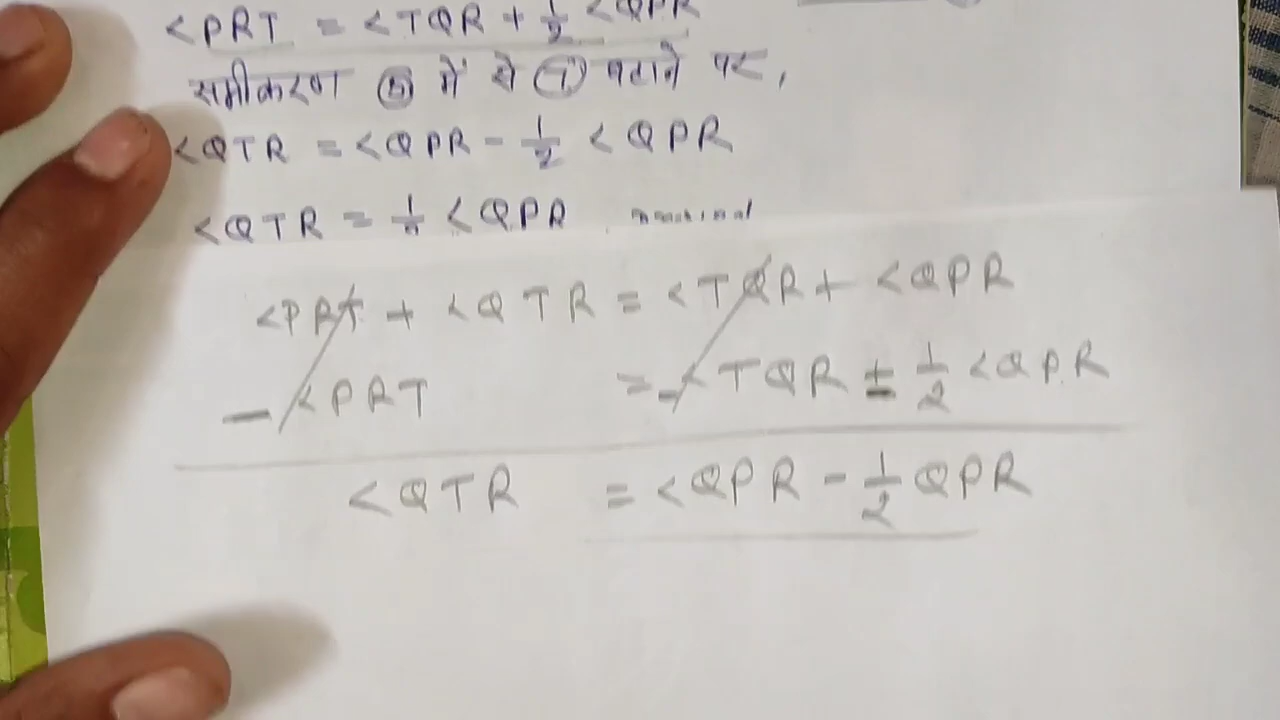 <PRT = <TQR + 1/2 <QPR
समीकरण ⑤ में से ⑦ घटाने पर,
<QTR = <QPR - 1/2 <QPR
<QTR = 1/2 <QPR
<PRT + <QTR = <TQR + <QPR
- <PRT = - <TQR ± 1/2 <QPR
<QTR = <QPR - 1/2 QPR